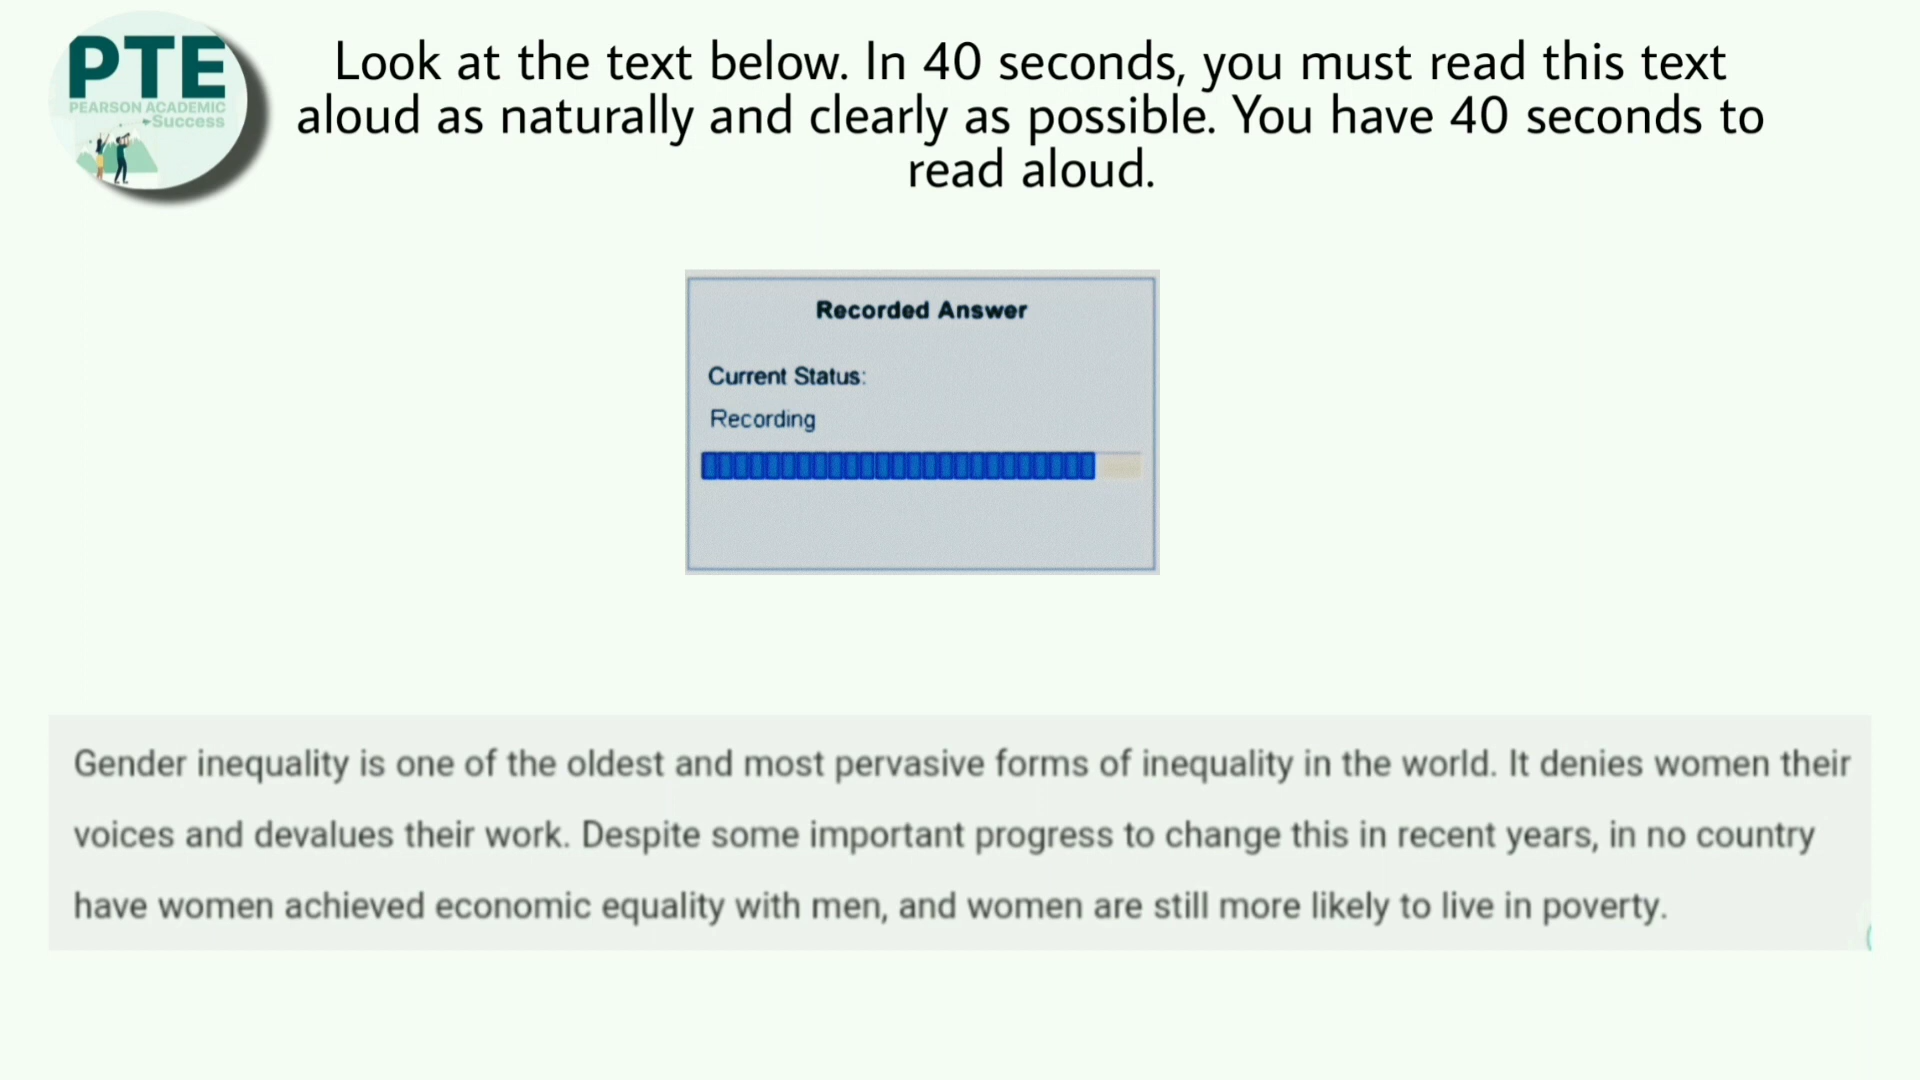 PTE
PEARSON ACADEMIC
Success
Look at the text below. In 40 seconds, you must read this text
aloud as naturally and clearly as possible. You have 40 seconds to
read aloud.
Recorded Answer
Current Status:
Recording
Gender inequality is one of the oldest and most pervasive forms of inequality in the world. It denies women their
voices and devalues their work. Despite some important progress to change this in recent years, in no country
have women achieved economic equality with men, and women are still more likely to live in poverty.